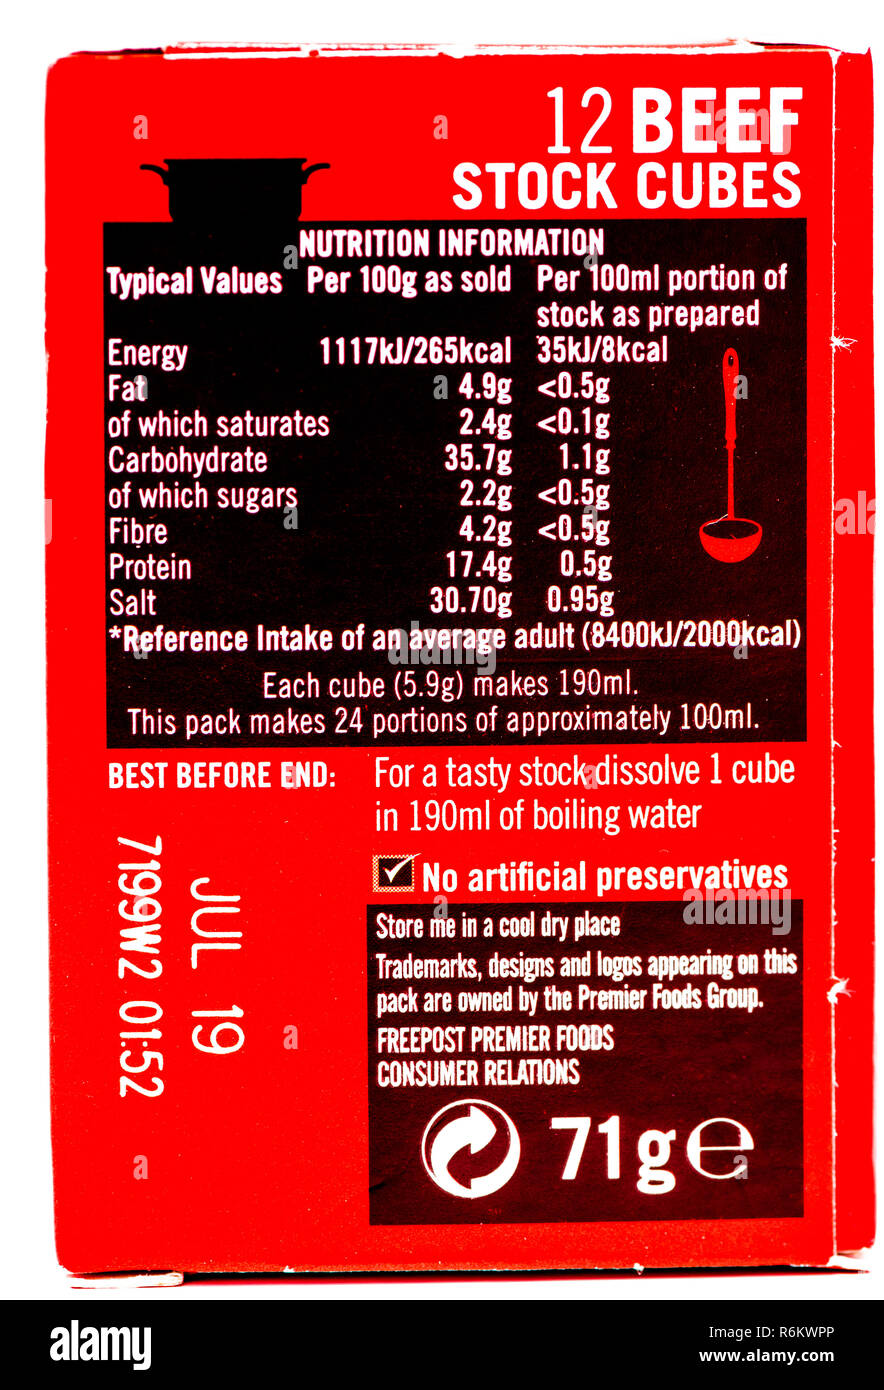 12 BEEF
STOCK CUBES
NUTRITION INFORMATION
Typical Values Per 100g as sold Per 100ml portion of
stock as prepared
Energy 1117kJ/265kcal 35kJ/8kcal
Fat 4.9g <0.5g
of which saturates 2.4g <0.1g
Carbohydrate 35.7g 1.1g
of which sugars 2.2g <0.5g
Fibre 4.2g <0.5g
Protein 17.4g 0.5g
Salt 30.70g 0.95g
*Reference Intake of an average adult (8400kJ/2000kcal)
Each cube (5.9g) makes 190ml.
This pack makes 24 portions of approximately 100ml.
BEST BEFORE END:
JUL 19
7199W2 01:52
For a tasty stock dissolve 1 cube
in 190ml of boiling water
No artificial preservatives
Store me in a cool dry place
Trademarks, designs and logos appearing on this
pack are owned by the Premier Foods Group.
FREEPOST PREMIER FOODS
CONSUMER RELATIONS
71g℮
a
a
a
a
a
a
a
a
alamy stock photo
alamy stock photo
alamy
Image ID: R6KWPP
www.alamy.com